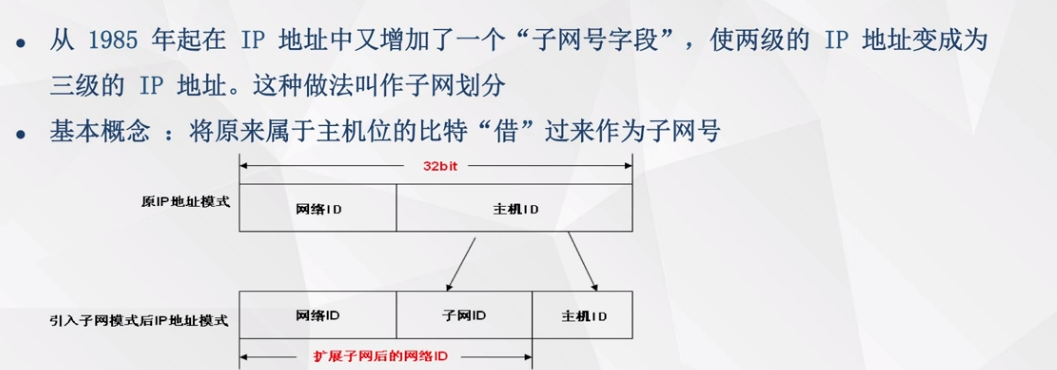 • 从 1985 年起在 IP 地址中又增加了一个“子网号字段”，使两级的 IP 地址变成为
三级的 IP 地址。这种做法叫作子网划分
• 基本概念 ：将原来属于主机位的比特“借”过来作为子网号
32bit
原IP地址模式 网络ID 主机ID
引入子网模式后IP地址模式 网络ID 子网ID 主机ID
扩展子网后的网络ID